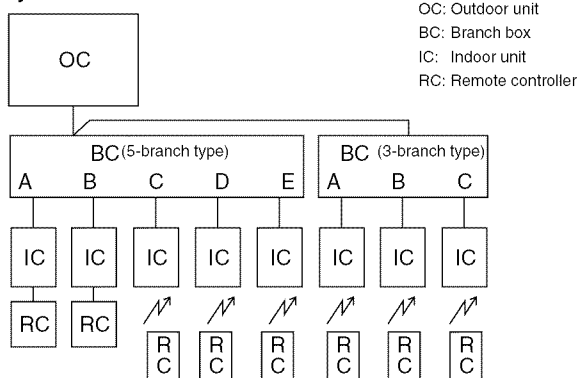 OC: Outdoor unit
BC: Branch box
IC: Indoor unit
RC: Remote controller
OC
BC (5-branch type)
A B C D E
BC (3-branch type)
A B C
IC IC IC IC IC IC IC IC
RC RC
R R R R R R
C C C C C C